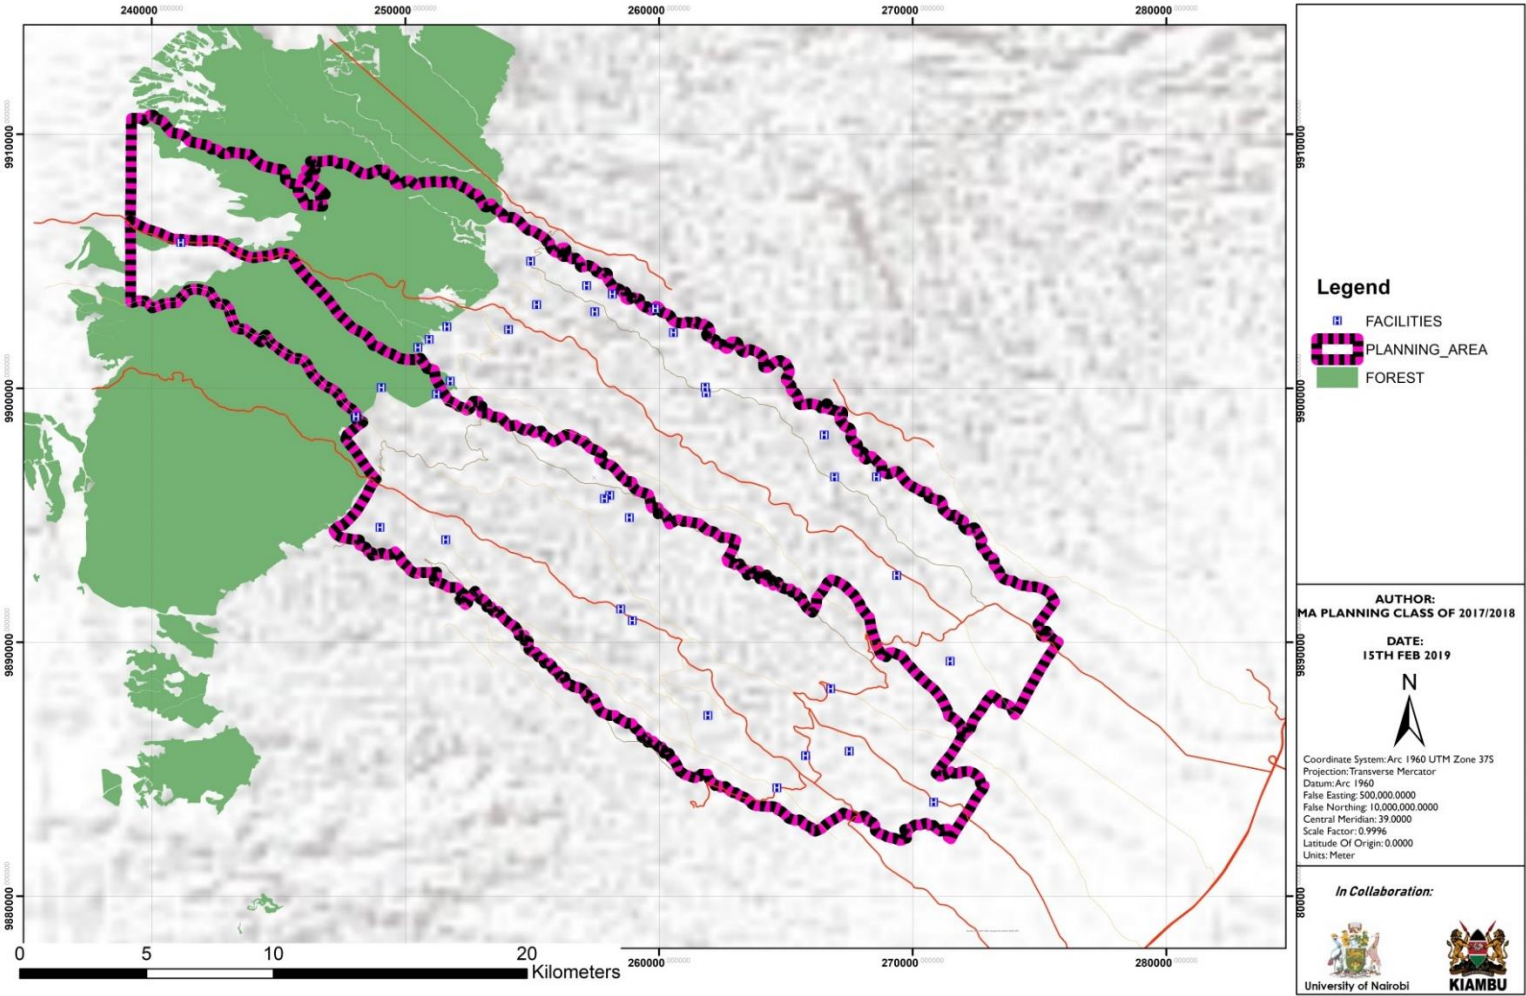 240000 250000 260000 270000 280000
9910000
9910000
9900000
9900000
9890000
9890000
9880000
260000 270000 280000
0 5 10 20
Kilometers
Legend
FACILITIES
PLANNING_AREA
FOREST
AUTHOR:
MA PLANNING CLASS OF 2017/2018
DATE:
15TH FEB 2019
N
Coordinate System: Arc 1960 UTM Zone 37S
Projection: Transverse Mercator
Datum: Arc 1960
False Easting: 500,000.0000
False Northing: 10,000,000.0000
Central Meridian: 39.0000
Scale Factor: 0.9996
Latitude Of Origin: 0.0000
Units: Meter
In Collaboration:
University of Nairobi
KIAMBU